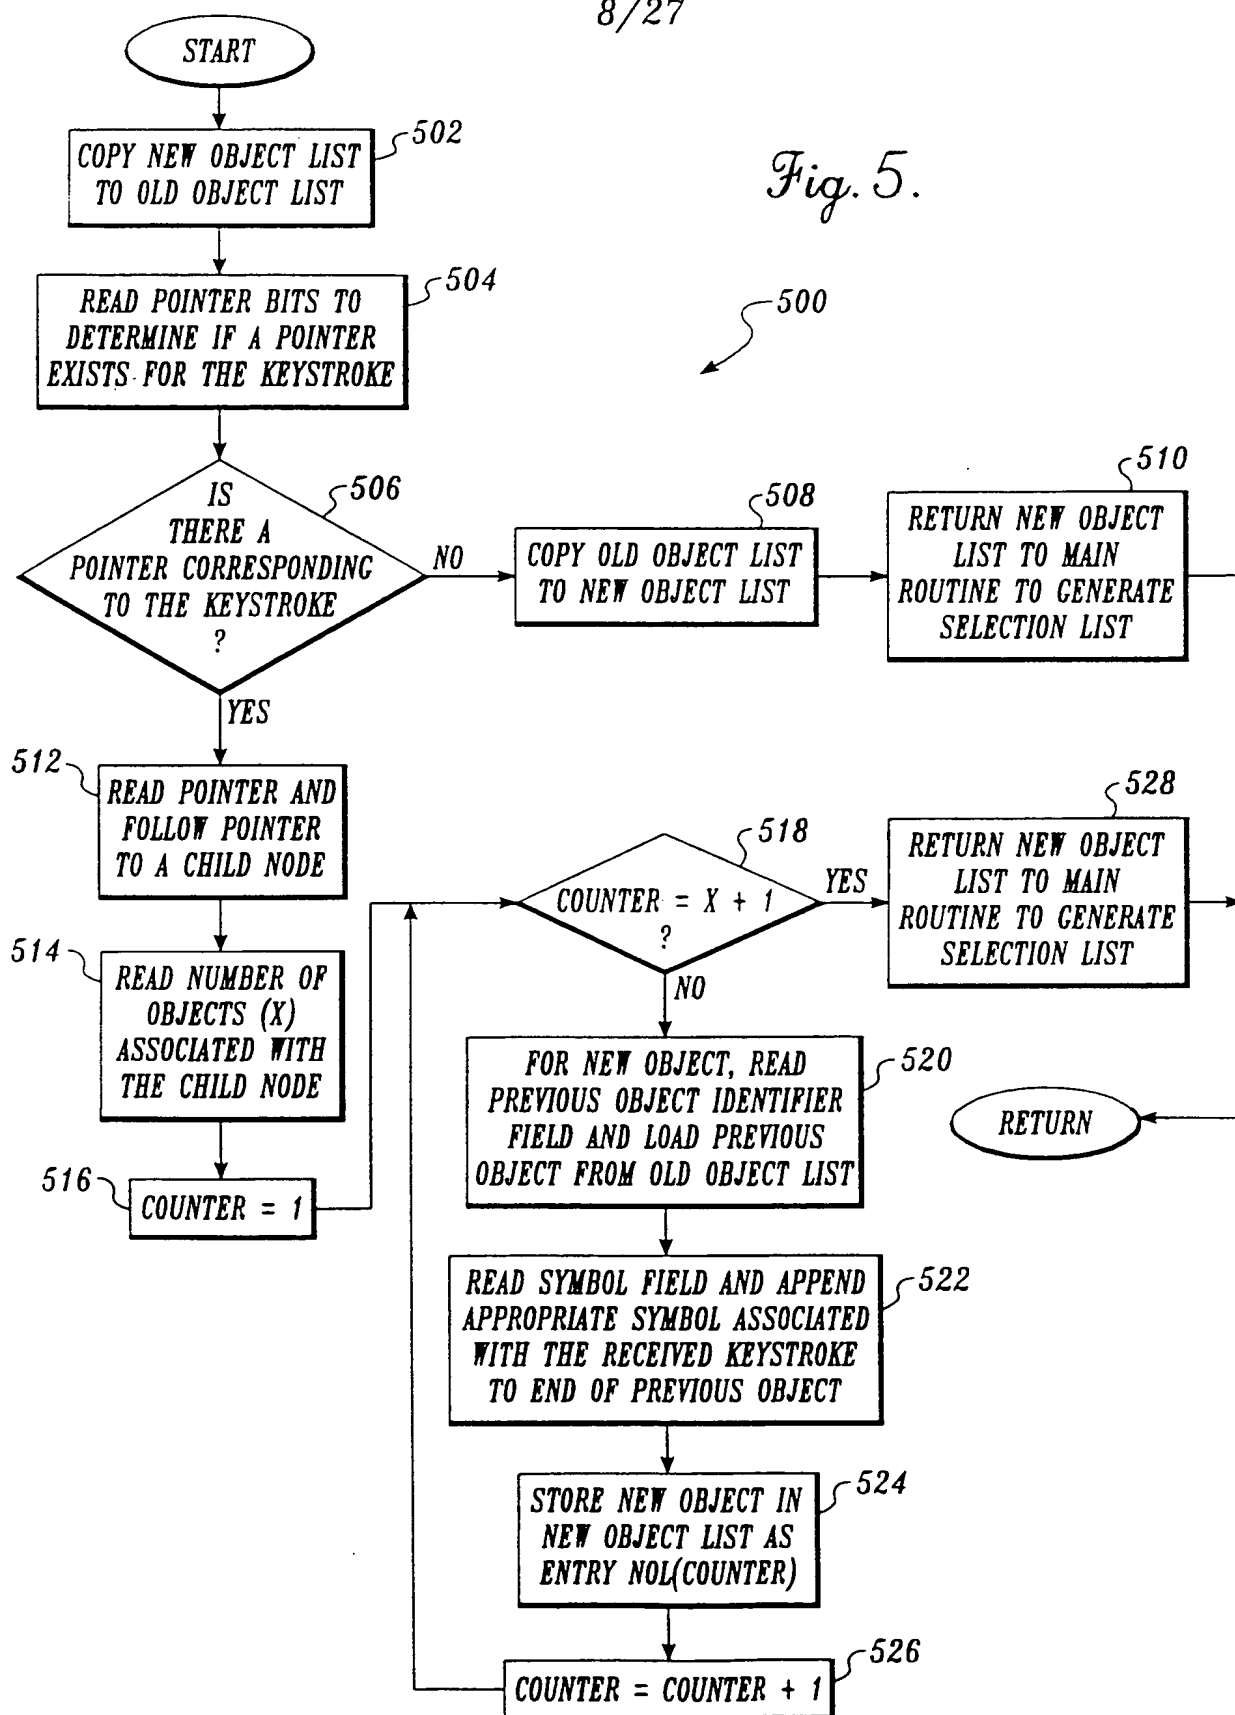 8/27
START
502
COPY NEW OBJECT LIST
TO OLD OBJECT LIST
Fig. 5.
504
READ POINTER BITS TO
DETERMINE IF A POINTER
EXISTS FOR THE KEYSTROKE
500
506
IS
THERE A
POINTER CORRESPONDING
TO THE KEYSTROKE
?
NO
508
COPY OLD OBJECT LIST
TO NEW OBJECT LIST
510
RETURN NEW OBJECT
LIST TO MAIN
ROUTINE TO GENERATE
SELECTION LIST
YES
512
READ POINTER AND
FOLLOW POINTER
TO A CHILD NODE
514
READ NUMBER OF
OBJECTS (X)
ASSOCIATED WITH
THE CHILD NODE
516
COUNTER = 1
518
COUNTER = X + 1
?
YES
528
RETURN NEW OBJECT
LIST TO MAIN
ROUTINE TO GENERATE
SELECTION LIST
NO
520
FOR NEW OBJECT, READ
PREVIOUS OBJECT IDENTIFIER
FIELD AND LOAD PREVIOUS
OBJECT FROM OLD OBJECT LIST
RETURN
522
READ SYMBOL FIELD AND APPEND
APPROPRIATE SYMBOL ASSOCIATED
WITH THE RECEIVED KEYSTROKE
TO END OF PREVIOUS OBJECT
524
STORE NEW OBJECT IN
NEW OBJECT LIST AS
ENTRY NOL(COUNTER)
526
COUNTER = COUNTER + 1